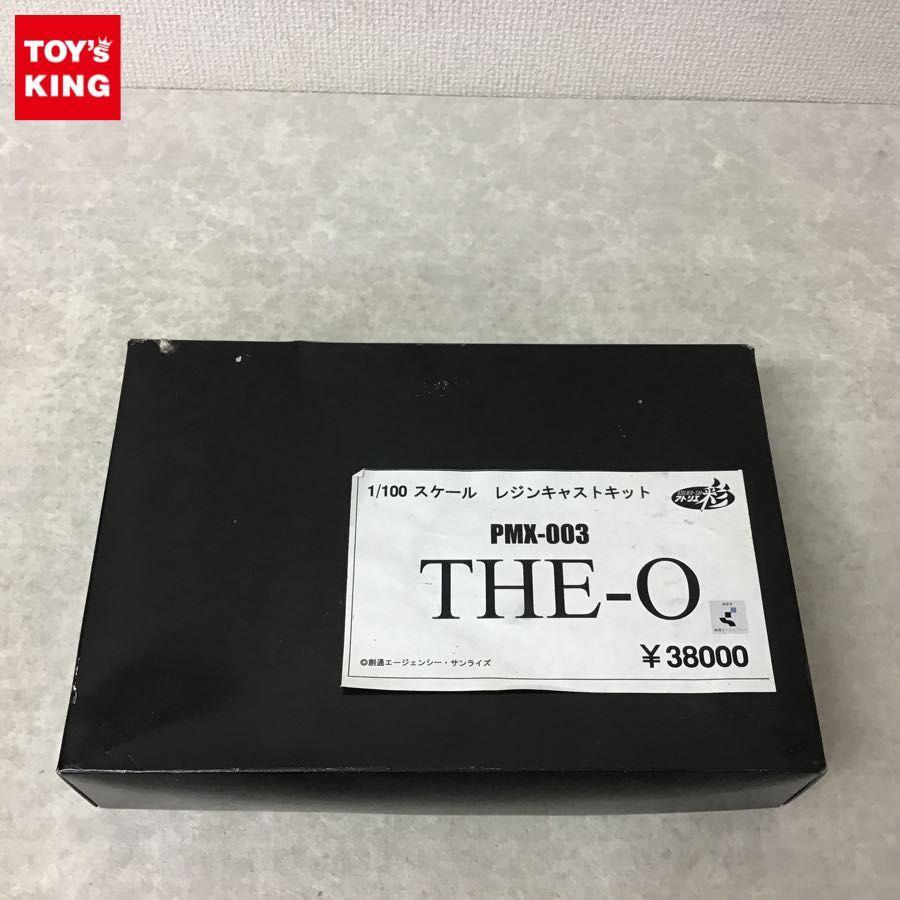 TOY's
KING
1/100 スケール レジンキャストキット
ATELIER-SAI
アトリエ
彩
PMX-003
THE-O
©創通エージェンシー・サンライズ
¥38000